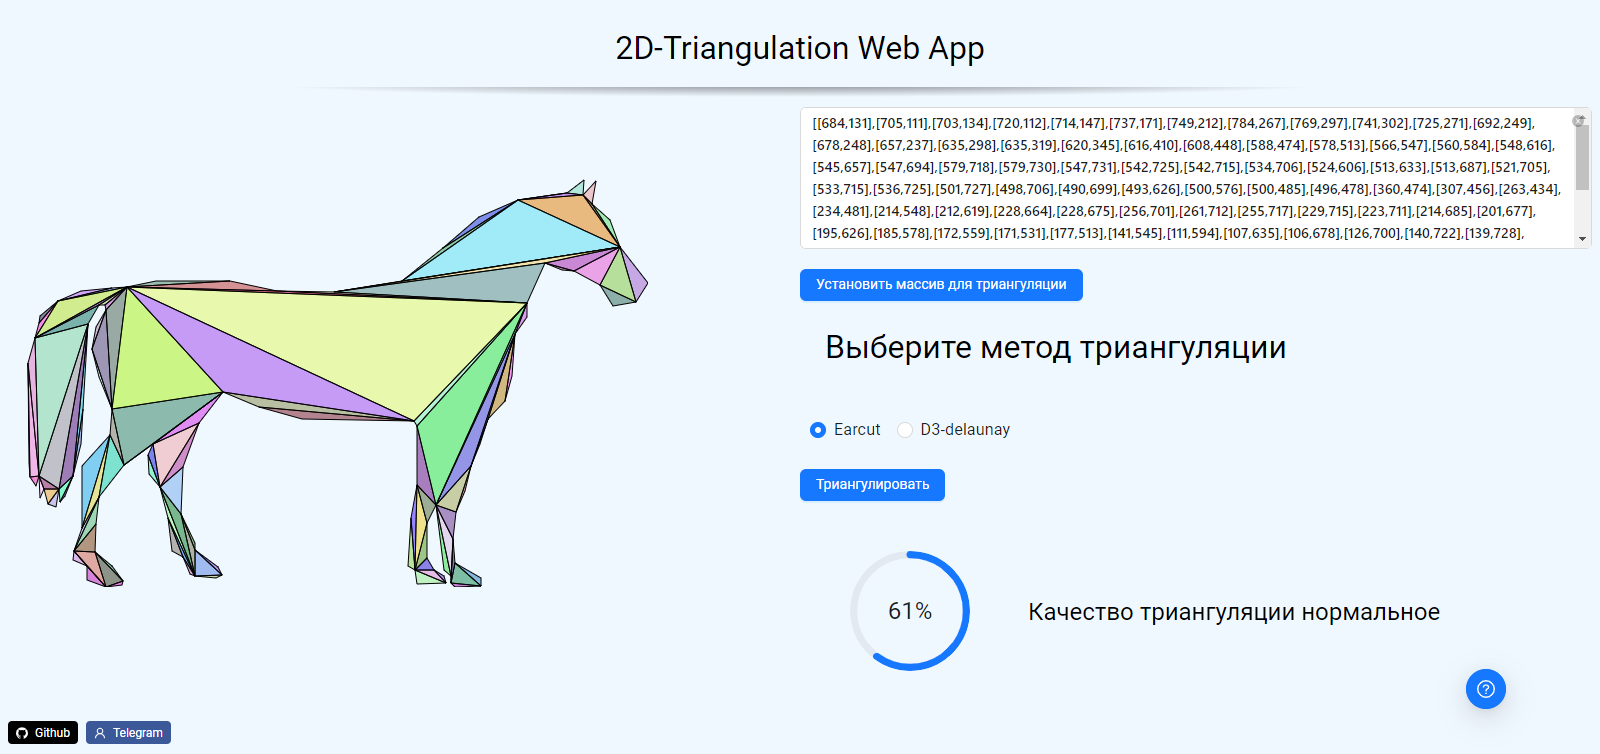 2D-Triangulation Web App
[[684,131],[705,111],[703,134],[720,112],[714,147],[737,171],[749,212],[784,267],[769,297],[741,302],[725,271],[692,249],
[678,248],[657,237],[635,298],[635,319],[620,345],[616,410],[608,448],[588,474],[578,513],[566,547],[560,584],[548,616],
[545,657],[547,694],[579,718],[579,730],[547,731],[542,725],[542,715],[534,706],[524,606],[513,633],[513,687],[521,705],
[533,715],[536,725],[501,727],[498,706],[490,699],[493,626],[500,576],[500,485],[496,478],[360,474],[307,456],[263,434],
[234,481],[214,548],[212,619],[228,664],[228,675],[256,701],[261,712],[255,717],[229,715],[223,711],[214,685],[201,677],
[195,626],[185,578],[172,559],[171,531],[177,513],[141,545],[111,594],[107,635],[106,678],[126,700],[140,722],[139,728],
Установить массив для триангуляции
Выберите метод триангуляции
Earcut D3-delaunay
Триангулировать
61%
Качество триангуляции нормальное
Github Telegram